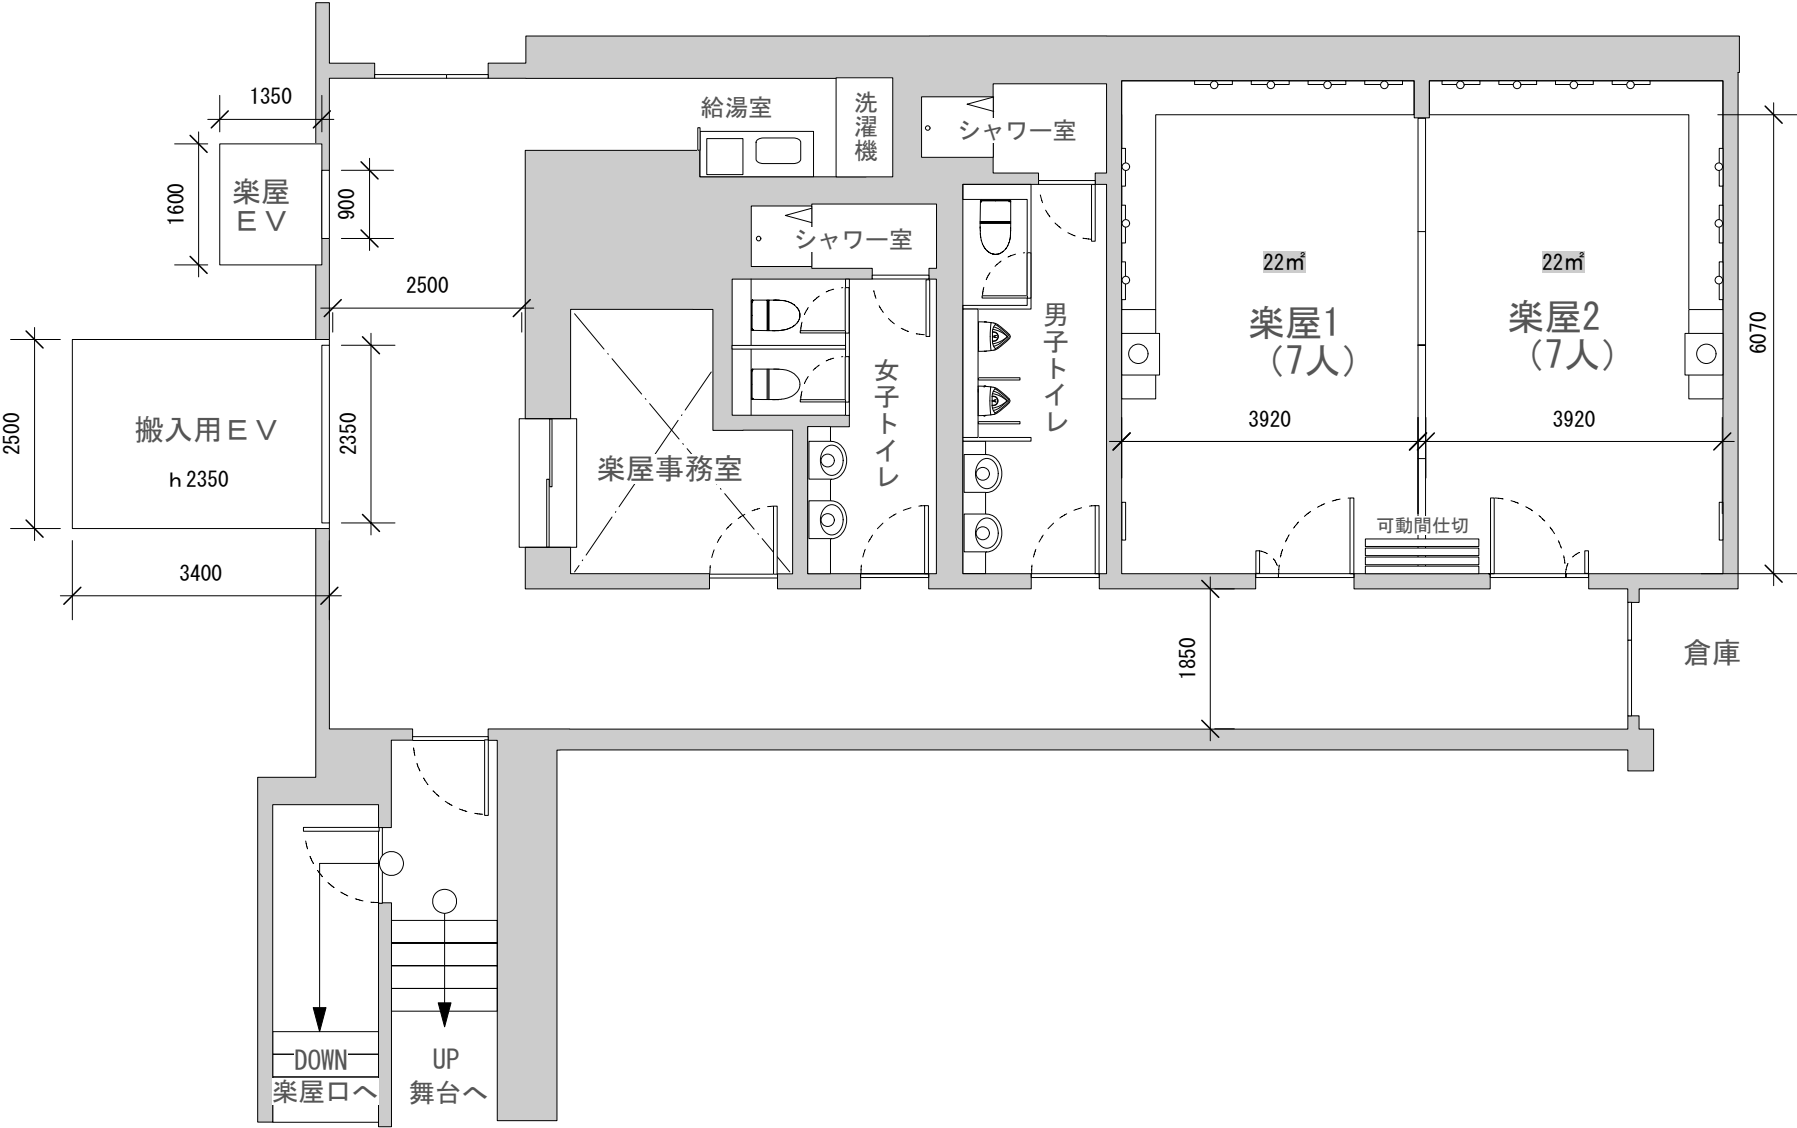 1350
給湯室
洗濯機
シャワー室
楽屋
ＥＶ
1600
900
シャワー室
2500
22㎡
22㎡
楽屋1
（7人）
楽屋2
（7人）
6070
男子トイレ
女子トイレ
2500
搬入用ＥＶ
h 2350
2350
3920
3920
楽屋事務室
可動間仕切
3400
1850
倉庫
DOWN
楽屋口へ
UP
舞台へ